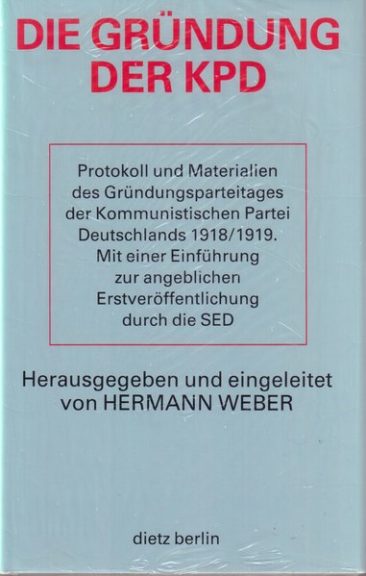 DIE GRÜNDUNG
DER KPD
Protokoll und Materialien
des Gründungsparteitages
der Kommunistischen Partei
Deutschlands 1918/1919.
Mit einer Einführung
zur angeblichen
Erstveröffentlichung
durch die SED
Herausgegeben und eingeleitet
von HERMANN WEBER
dietz berlin